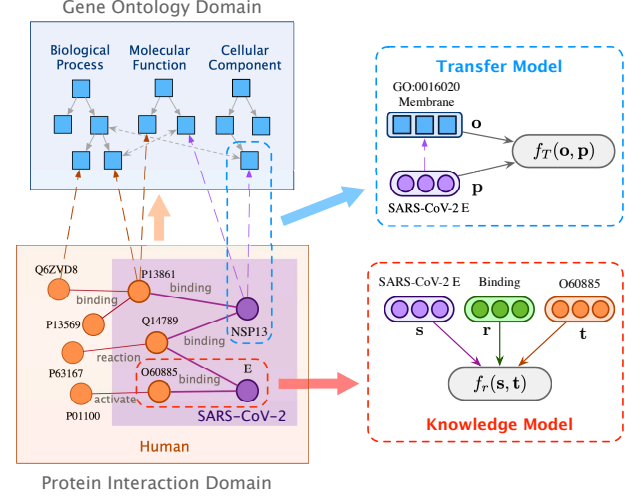 Gene Ontology Domain
Biological
Process
Molecular
Function
Cellular
Component
Transfer Model
GO:0016020
Membrane
o
f_T(o, p)
p
SARS-CoV-2 E
Q6ZVD8
P13861
binding
binding
P13569
Q14789
NSP13
binding
reaction
P63167
O60885
E
binding
activate
P01100
SARS-CoV-2
Human
Protein Interaction Domain
SARS-CoV-2 E
Binding
O60885
s
r
t
f_r(s, t)
Knowledge Model